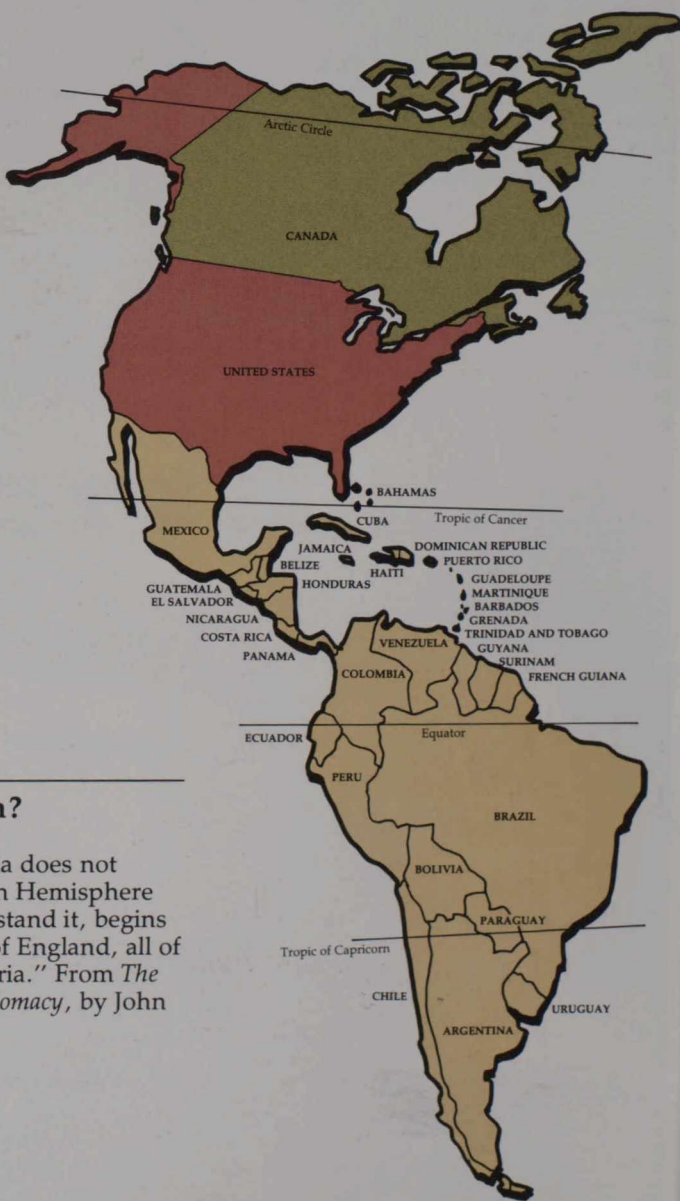 Arctic Circle
CANADA
UNITED STATES
BAHAMAS
CUBA
Tropic of Cancer
MEXICO
JAMAICA
DOMINICAN REPUBLIC
BELIZE
HAITI
PUERTO RICO
GUATEMALA
HONDURAS
GUADELOUPE
EL SALVADOR
MARTINIQUE
NICARAGUA
BARBADOS
COSTA RICA
GRENADA
PANAMA
TRINIDAD AND TOBAGO
VENEZUELA
GUYANA
COLOMBIA
SURINAM
FRENCH GUIANA
ECUADOR
Equator
PERU
BRAZIL
BOLIVIA
PARAGUAY
Tropic of Capricorn
CHILE
URUGUAY
ARGENTINA
a does not
Hemisphere
stand it, begins
of England, all of
From The
by John